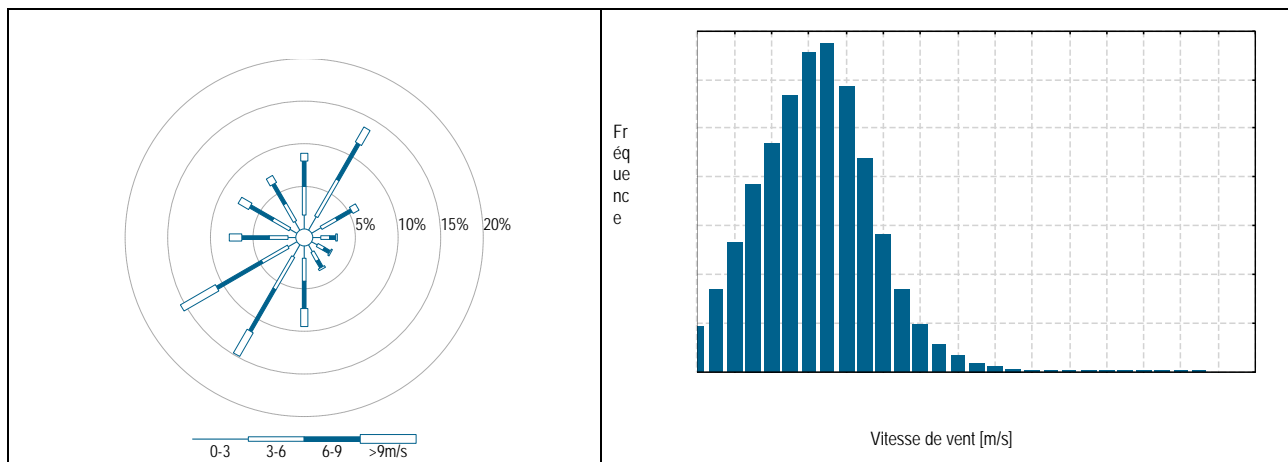 5% 10% 15% 20%
0-3 3-6 6-9 >9m/s
Fr
éq
ue
nc
e
Vitesse de vent [m/s]